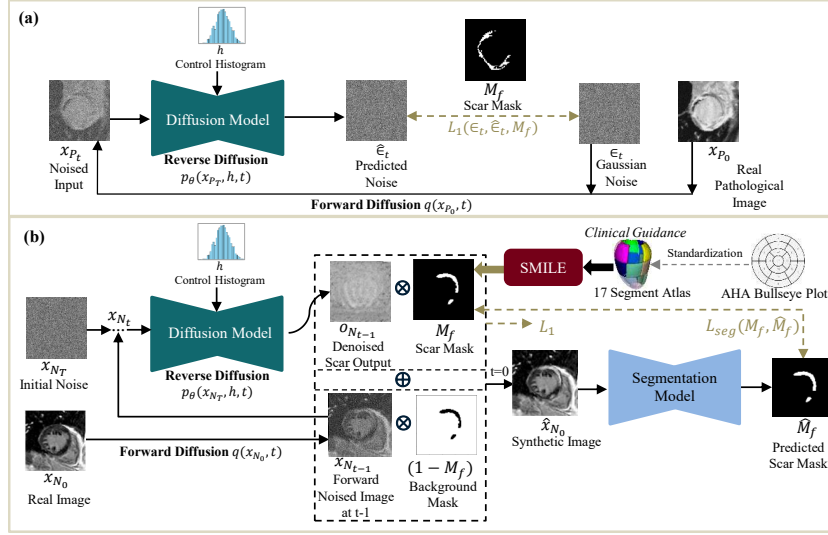 (a)
h
Control Histogram
Diffusion Model
Reverse Diffusion
p_θ(x_{P_T}, h, t)
x_{P_t}
Noised
Input
ϵ̂_t
Predicted
Noise
M_f
Scar Mask
L_1(ϵ_t, ϵ̂_t, M_f)
ϵ_t
Gaussian
Noise
x_{P_0}
Real
Pathological
Image
Forward Diffusion q(x_{P_0}, t)
(b)
h
Control Histogram
x_{N_T}
Initial Noise
x_{N_t}
Diffusion Model
Reverse Diffusion
p_θ(x_{N_T}, h, t)
x_{N_0}
Real Image
Forward Diffusion q(x_{N_0}, t)
o_{N_{t-1}}
Denoised
Scar Output
⊗
M_f
Scar Mask
⊕
x_{N_{t-1}}
Forward
Noised Image
at t-1
⊗
(1 − M_f)
Background
Mask
SMILE
Clinical Guidance
17 Segment Atlas
Standardization
AHA Bullseye Plot
L_1
L_{seg}(M_f, M̂_f)
t=0
x̂_{N_0}
Synthetic Image
Segmentation
Model
M̂_f
Predicted
Scar Mask